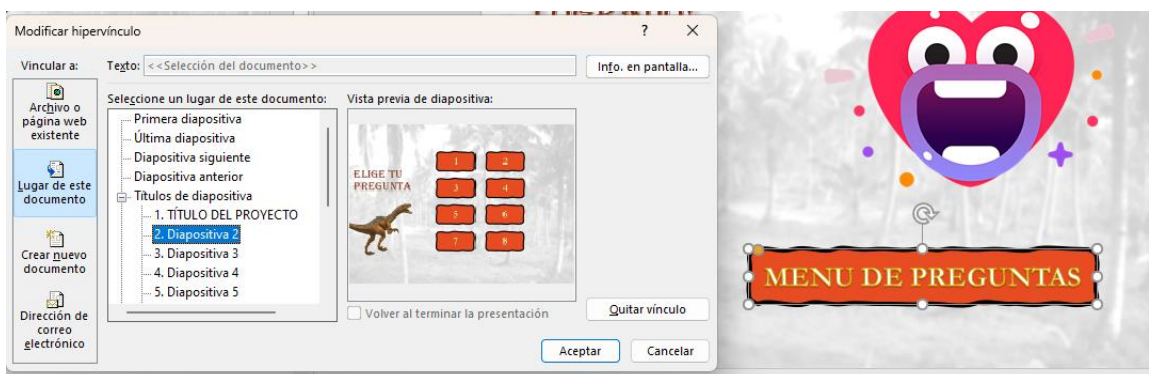 Modificar hipervínculo
?
Vincular a:
Texto:
<<Selección del documento>>
Info. en pantalla...
Archivo o
página web
existente
Lugar de este
documento
Crear nuevo
documento
Dirección de
correo
electrónico
Seleccione un lugar de este documento:
Primera diapositiva
Última diapositiva
Diapositiva siguiente
Diapositiva anterior
Títulos de diapositiva
1. TÍTULO DEL PROYECTO
2. Diapositiva 2
3. Diapositiva 3
4. Diapositiva 4
5. Diapositiva 5
Vista previa de diapositiva:
ELIGE TU
PREGUNTA
1 2
3 4
5 6
7 8
Volver al terminar la presentación
Quitar vínculo
Aceptar
Cancelar
MENU DE PREGUNTAS